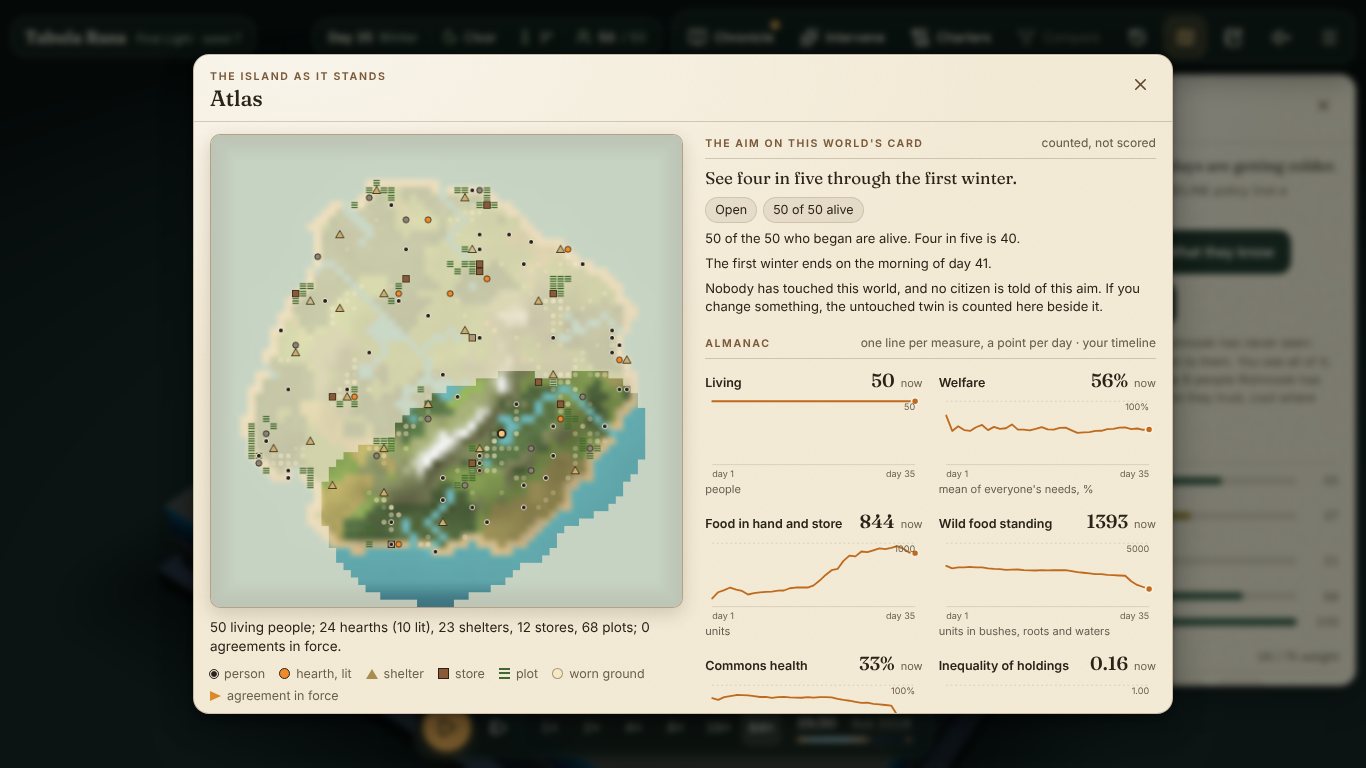 Tabula Rasa
Day 35 Winter
Clear
Chronicle
Intervene
Charters
Compare
THE ISLAND AS IT STANDS
Atlas
50 living people; 24 hearths (10 lit), 23 shelters, 12 stores, 68 plots; 0
agreements in force.
person
hearth, lit
shelter
store
plot
worn ground
agreement in force
THE AIM ON THIS WORLD'S CARD
counted, not scored
See four in five through the first winter.
Open
50 of 50 alive
50 of the 50 who began are alive. Four in five is 40.
The first winter ends on the morning of day 41.
Nobody has touched this world, and no citizen is told of this aim. If you
change something, the untouched twin is counted here beside it.
ALMANAC
one line per measure, a point per day · your timeline
Living
50 now
50
day 1
day 35
people
Welfare
56% now
100%
day 1
day 35
mean of everyone's needs, %
Food in hand and store
844 now
1000
day 1
day 35
units
Wild food standing
1393 now
5000
day 1
day 35
units in bushes, roots and waters
Commons health
33% now
100%
Inequality of holdings
0.16 now
1.00